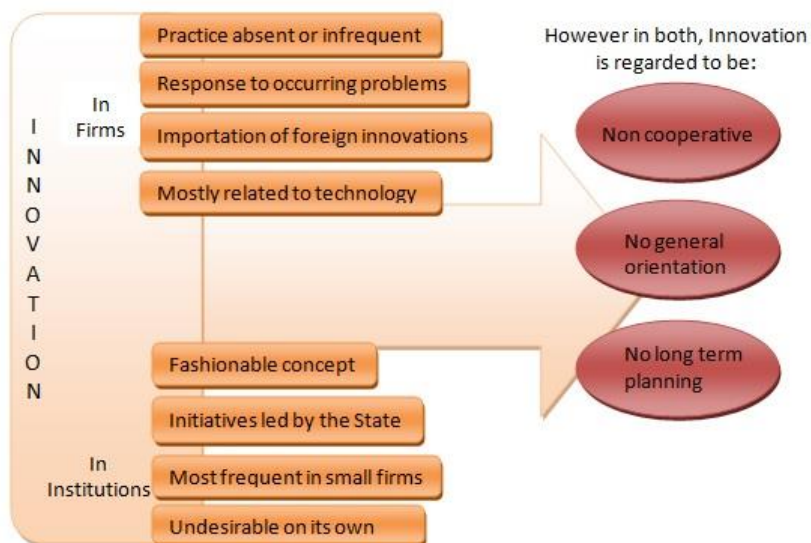 INNOVATION
In
Firms
Practice absent or infrequent
Response to occurring problems
Importation of foreign innovations
Mostly related to technology
In
Institutions
Fashionable concept
Initiatives led by the State
Most frequent in small firms
Undesirable on its own
However in both, Innovation
is regarded to be:
Non cooperative
No general
orientation
No long term
planning